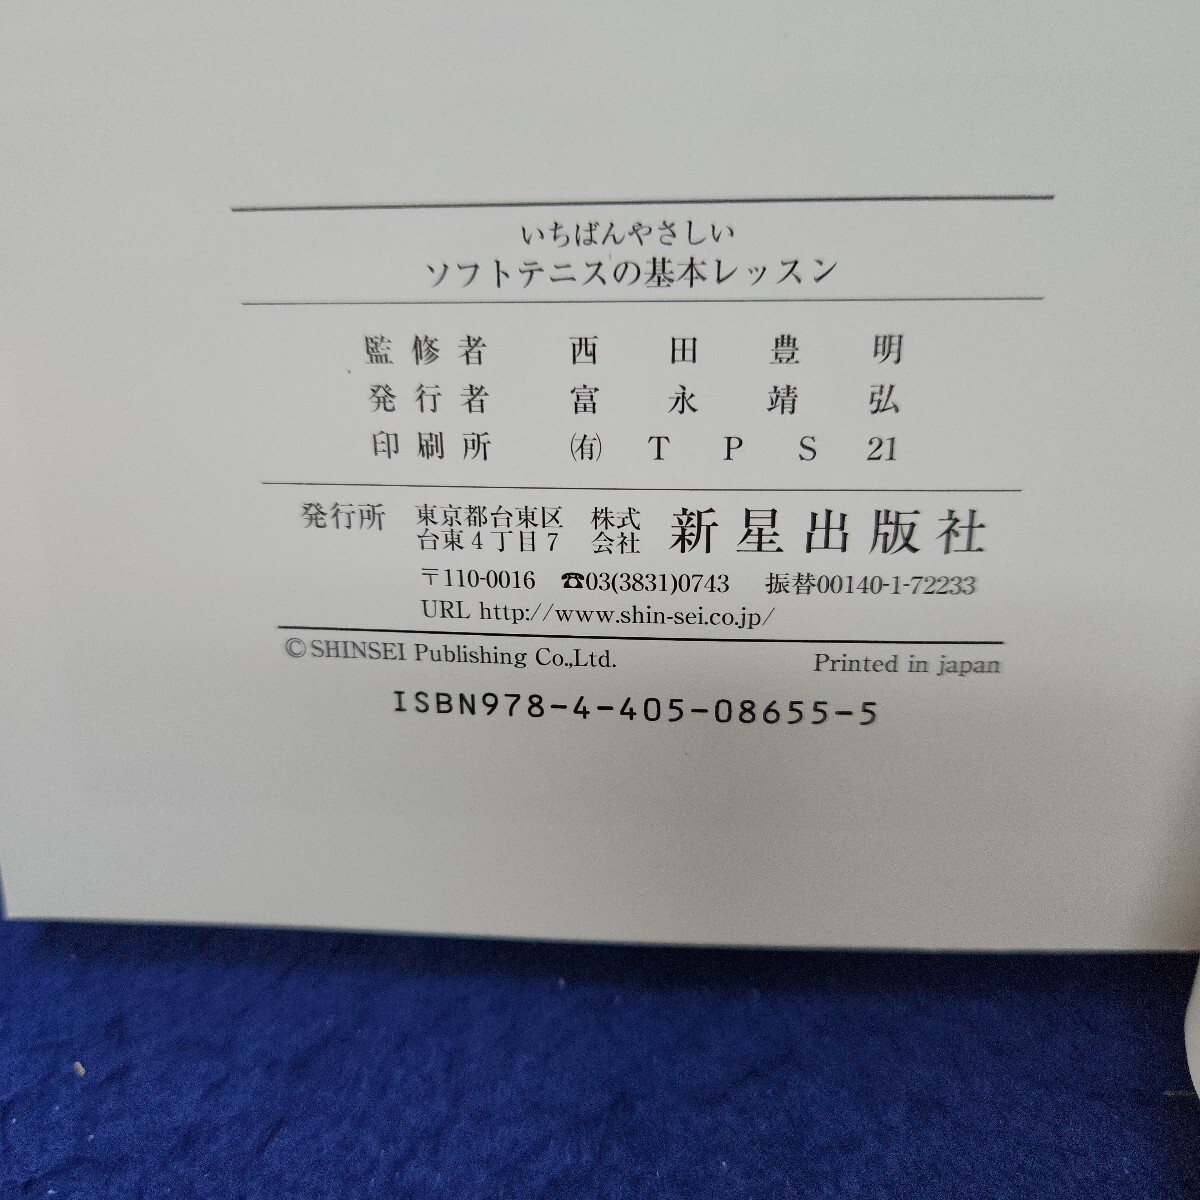 いちばんやさしい
ソフトテニスの基本レッスン
監修者 西田豊明
発行者 富永靖弘
印刷所 ㈲TPS21
発行所 東京都台東区台東4丁目7 株式会社 新星出版社
〒110-0016 ☎03(3831)0743 振替00140-1-72233
URL http://www.shin-sei.co.jp/
©SHINSEI Publishing Co.,Ltd. Printed in japan
ISBN978-4-405-08655-5